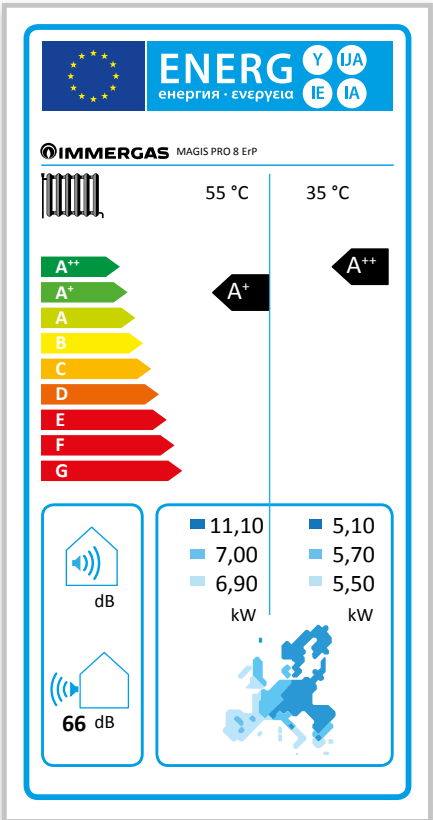 ENERG Y IJA
енергия · ενεργεια IE IA
IMMERGAS MAGIS PRO 8 ErP
55 °C 35 °C
A++ A++
A+ A+
A
B
C
D
E
F
G
11,10 5,10
7,00 5,70
6,90 5,50
kW kW
dB
66 dB